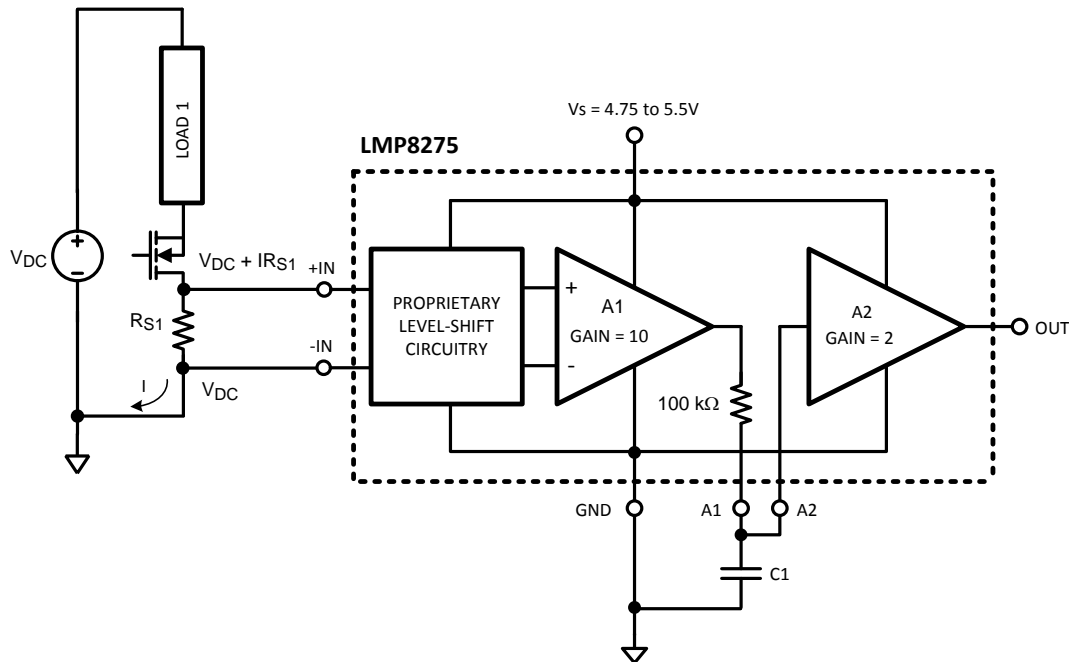 LOAD 1
Vs = 4.75 to 5.5V
LMP8275
+
−
VDC
VDC + IRS1
+IN
RS1
-IN
I
VDC
PROPRIETARY
LEVEL-SHIFT
CIRCUITRY
+
-
A1
GAIN = 10
A2
GAIN = 2
OUT
100 kΩ
GND
A1
A2
C1